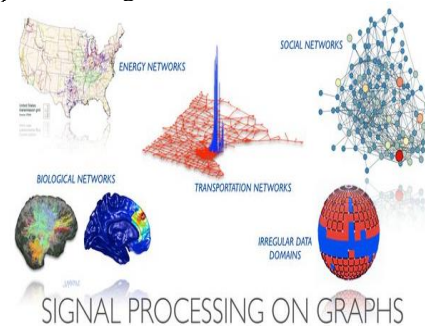 SOCIAL NETWORKS
ENERGY NETWORKS
BIOLOGICAL NETWORKS
TRANSPORTATION NETWORKS
IRREGULAR DATA
DOMAINS
SIGNAL PROCESSING ON GRAPHS